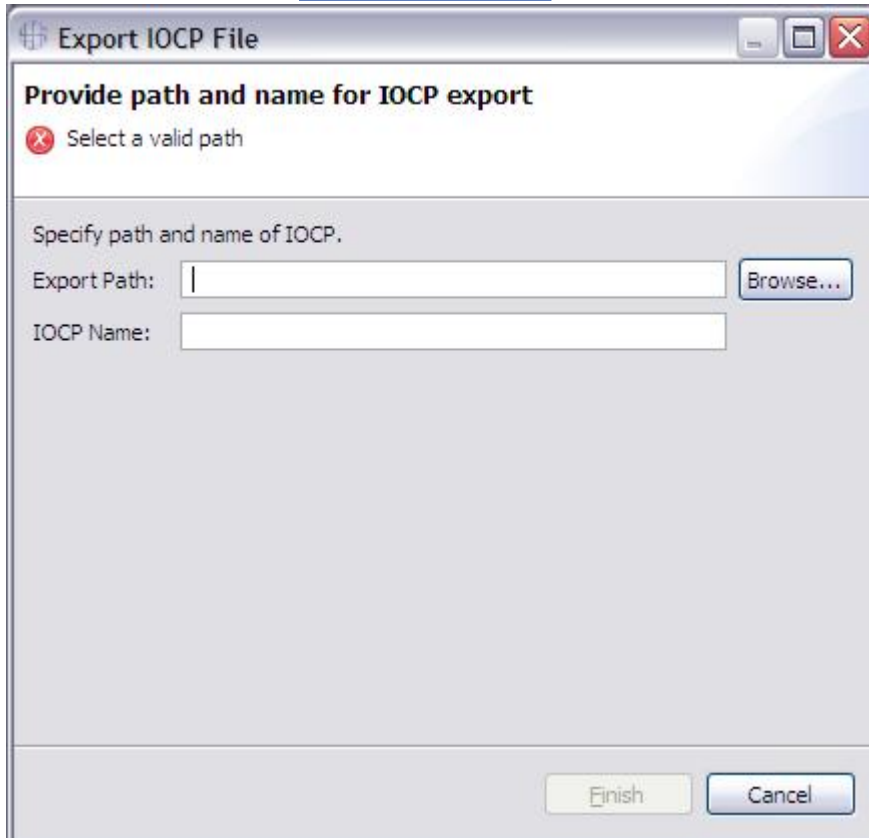 Export IOCP File
Provide path and name for IOCP export
Select a valid path
Specify path and name of IOCP.
Export Path:
Browse...
IOCP Name:
Finish
Cancel